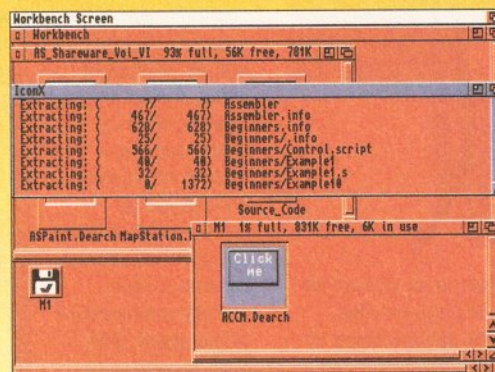 Workbench Screen
Workbench
AS_Shareware_Vol_VI 93% full, 56K free, 781K
IconX
Extracting: ( 7/ 7) Assembler
Extracting: ( 467/ 467) Assembler.info
Extracting: ( 628/ 628) Beginners.info
Extracting: ( 25/ 25) Beginners/.info
Extracting: ( 566/ 566) Beginners/Control.script
Extracting: ( 40/ 40) Beginners/Example1
Extracting: ( 32/ 32) Beginners/Example1.s
Extracting: ( 0/ 1372) Beginners/Example10
Source_Code
ASPaint.Dearch MapStation.
M1 1% full, 831K free, 6K in use
Click
me
M1
ACCM.Dearch